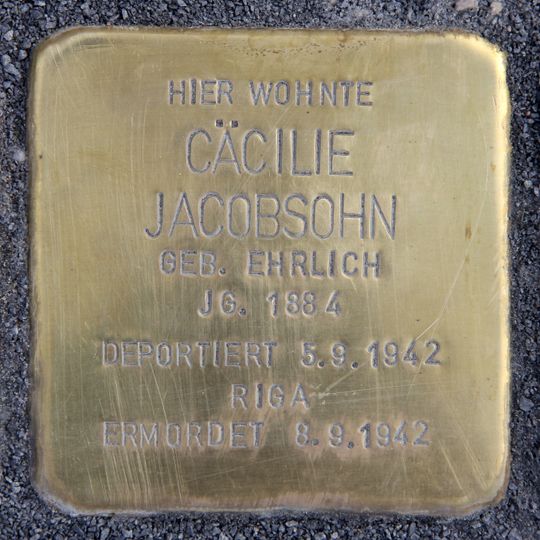 HIER WOHNTE
CÄCILIE
JACOBSOHN
GEB. EHRLICH
JG. 1884
DEPORTIERT 5.9.1942
RIGA
ERMORDET 8.9.1942